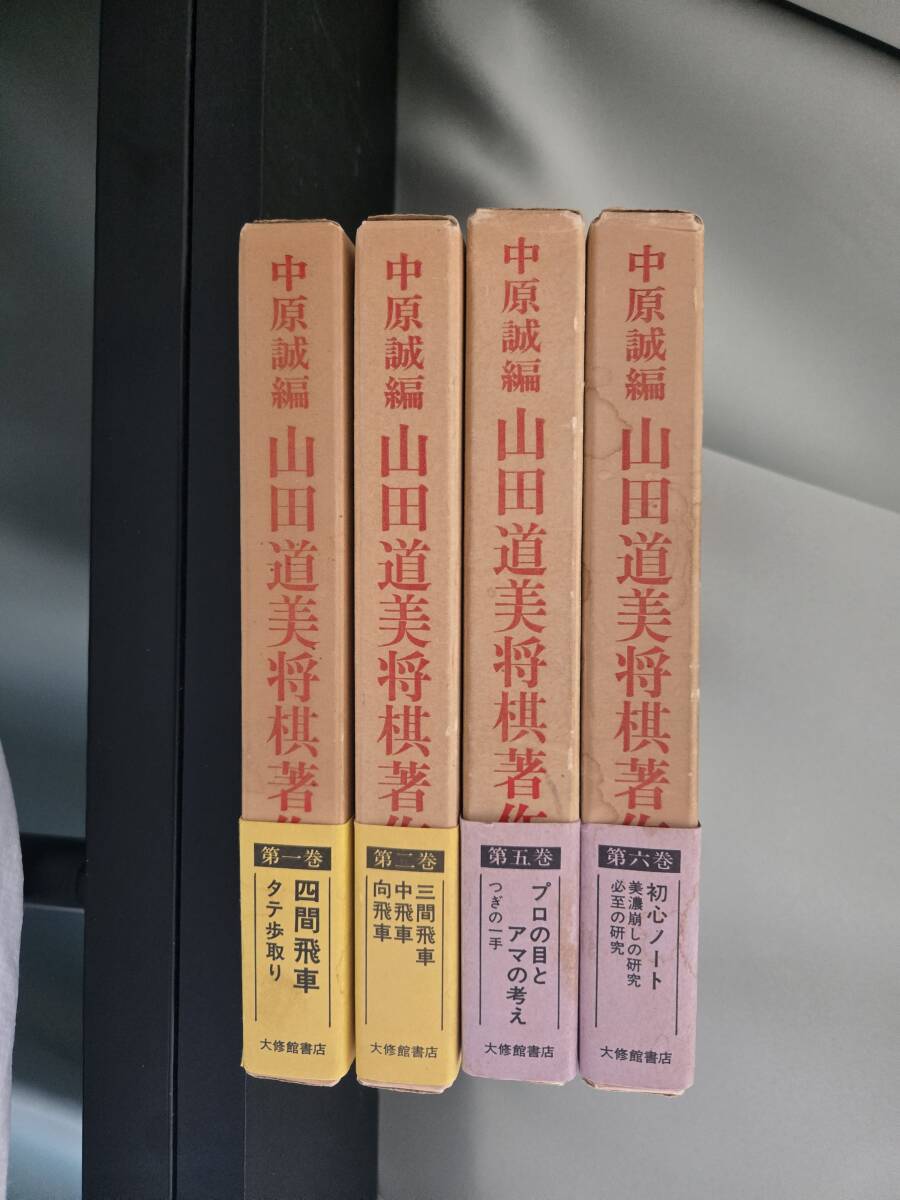 中原誠編
山田道美将棋著作
第一巻
四間飛車
タテ歩取り
大修館書店
中原誠編
山田道美将棋著作
第二巻
三間飛車
中飛車
向飛車
大修館書店
中原誠編
山田道美将棋著作
第五巻
プロの目と
アマの考え
つぎの一手
大修館書店
中原誠編
山田道美将棋著作
第六巻
初心ノート
美濃崩しの研究
必至の研究
大修館書店